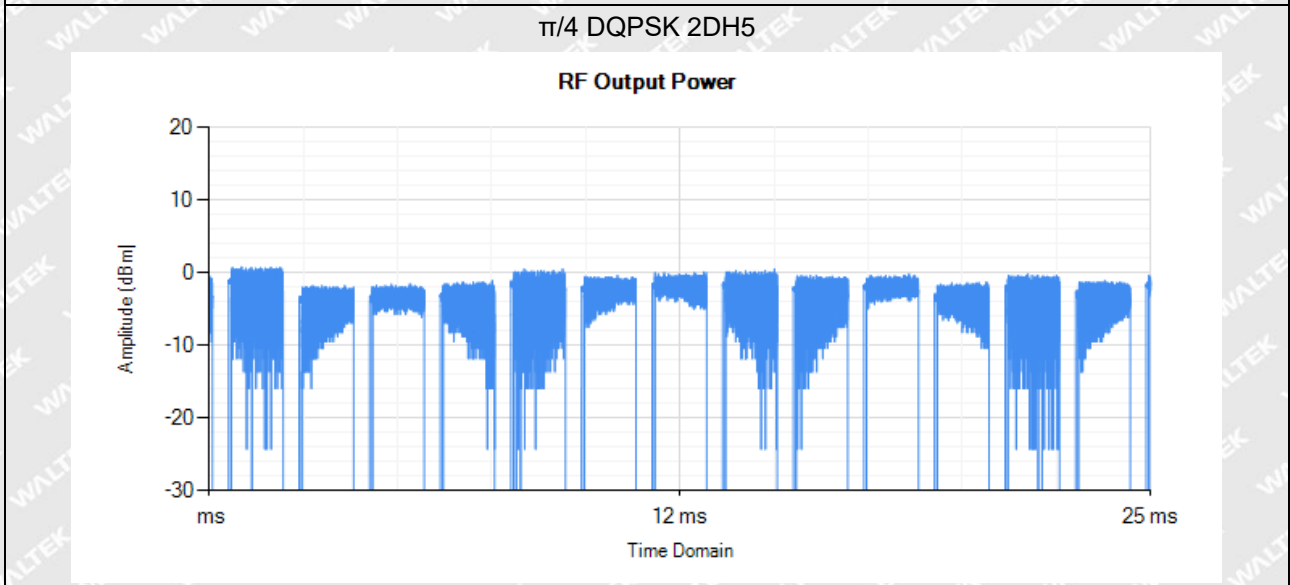 π/4 DQPSK 2DH5
RF Output Power
20
10
0
-10
-20
-30
Amplitude [dBm]
ms
12 ms
25 ms
Time Domain
WALTEK